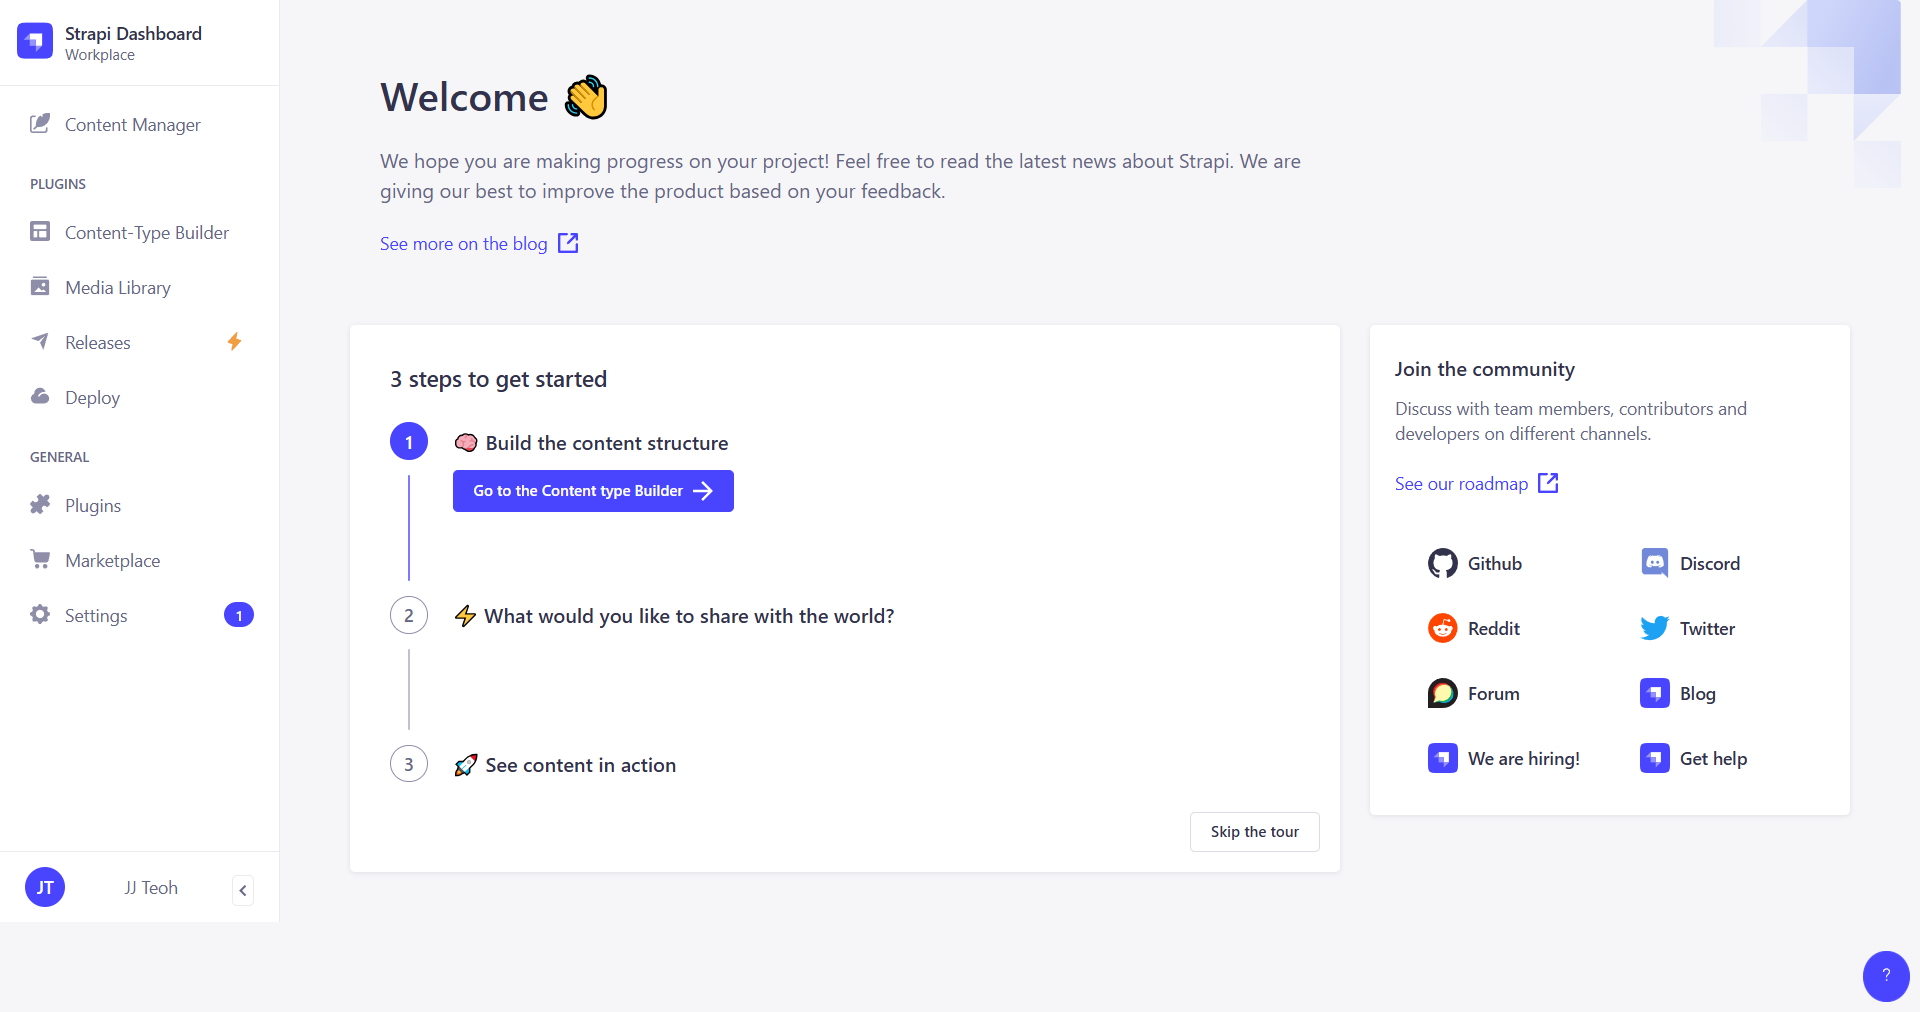 Strapi Dashboard
Workplace
Content Manager
PLUGINS
Content-Type Builder
Media Library
Releases
Deploy
GENERAL
Plugins
Marketplace
Settings
1
JT
JJ Teoh
Welcome
We hope you are making progress on your project! Feel free to read the latest news about Strapi. We are
giving our best to improve the product based on your feedback.
See more on the blog
3 steps to get started
1
Build the content structure
Go to the Content type Builder
2
What would you like to share with the world?
3
See content in action
Skip the tour
Join the community
Discuss with team members, contributors and
developers on different channels.
See our roadmap
Github
Discord
Reddit
Twitter
Forum
Blog
We are hiring!
Get help
?